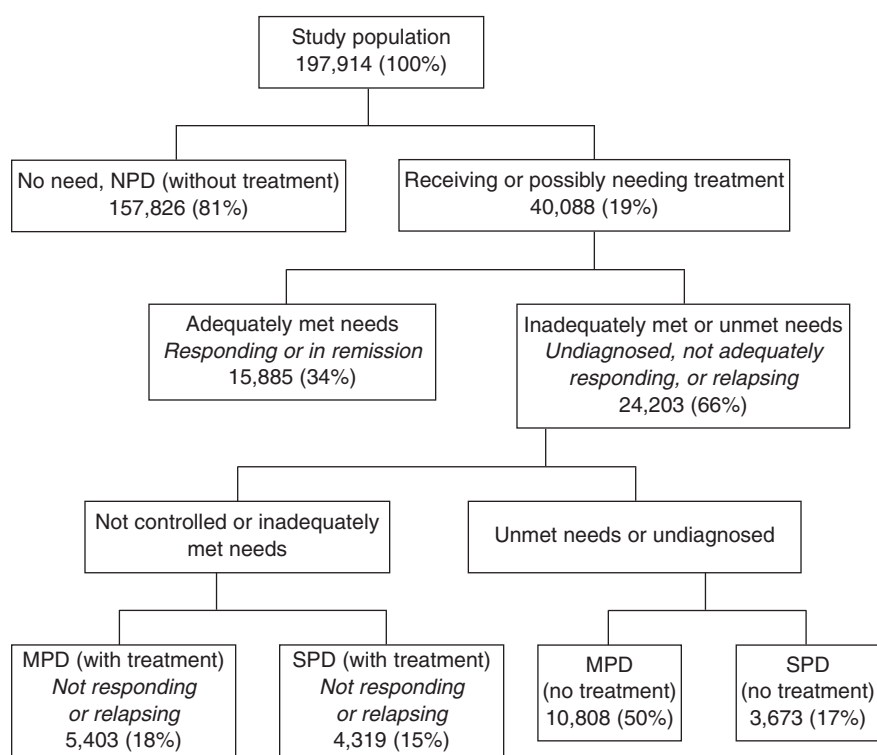 Study population
197,914 (100%)
No need, NPD (without treatment)
157,826 (81%)
Receiving or possibly needing treatment
40,088 (19%)
Adequately met needs
Responding or in remission
15,885 (34%)
Inadequately met or unmet needs
Undiagnosed, not adequately
responding, or relapsing
24,203 (66%)
Not controlled or inadequately
met needs
Unmet needs or undiagnosed
MPD (with treatment)
Not responding
or relapsing
5,403 (18%)
SPD (with treatment)
Not responding
or relapsing
4,319 (15%)
MPD
(no treatment)
10,808 (50%)
SPD
(no treatment)
3,673 (17%)